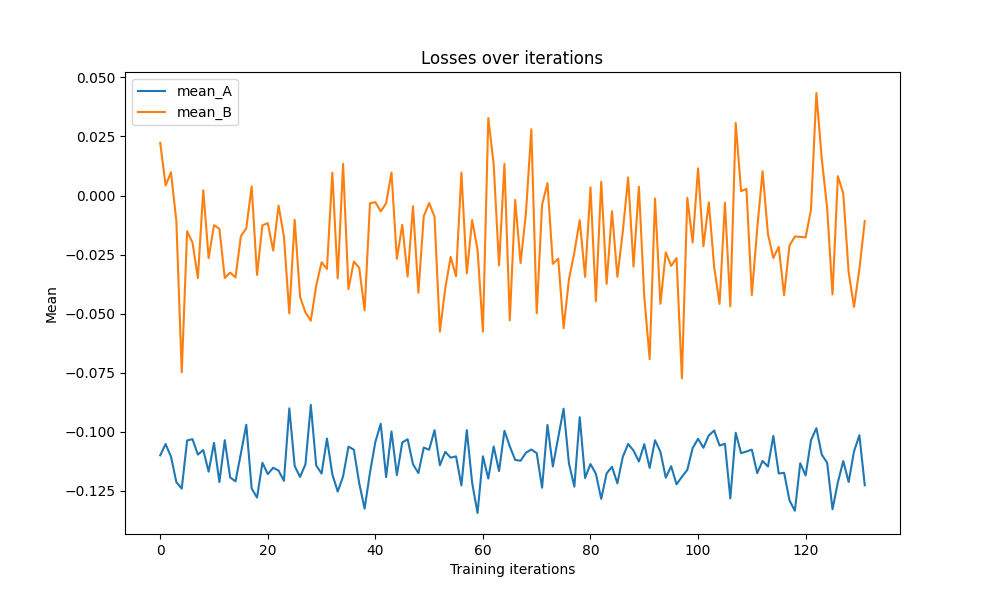 Losses over iterations
mean_A
mean_B
Mean
0.050
0.025
0.000
−0.025
−0.050
−0.075
−0.100
−0.125
0 20 40 60 80 100 120
Training iterations